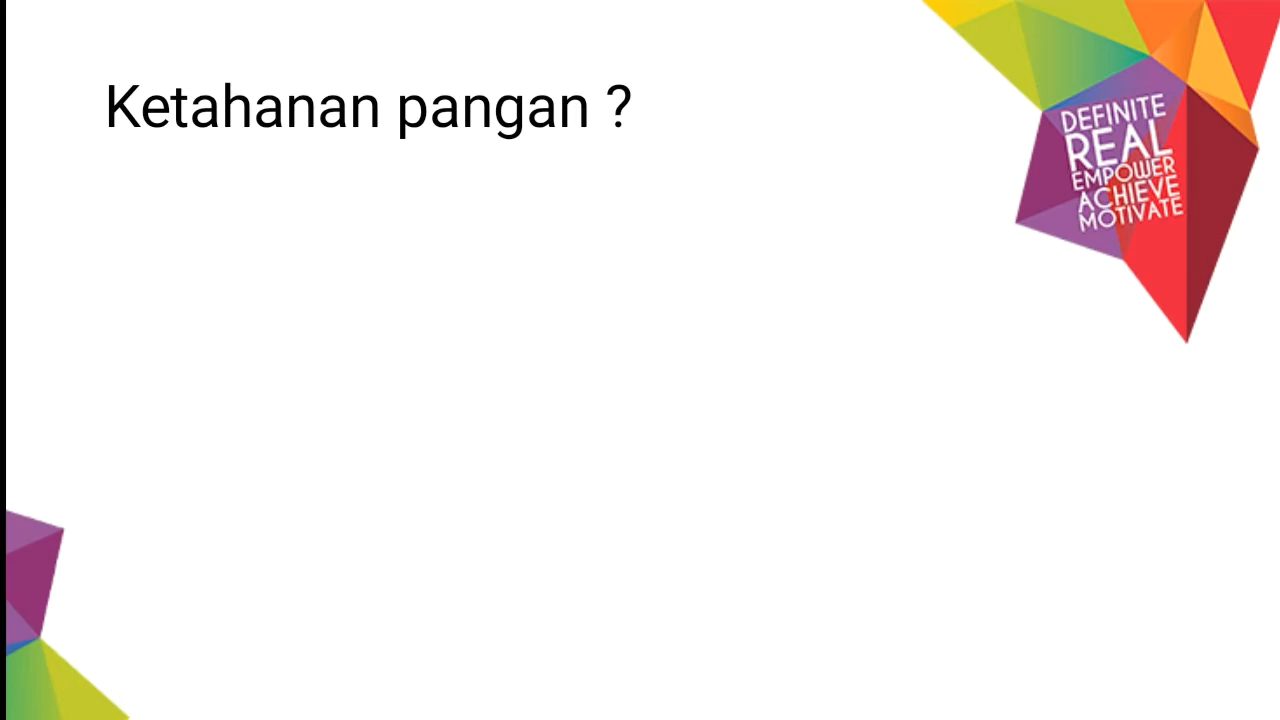 Ketahanan pangan ?
DEFINITE
REAL
EMPOWER
ACHIEVE
MOTIVATE